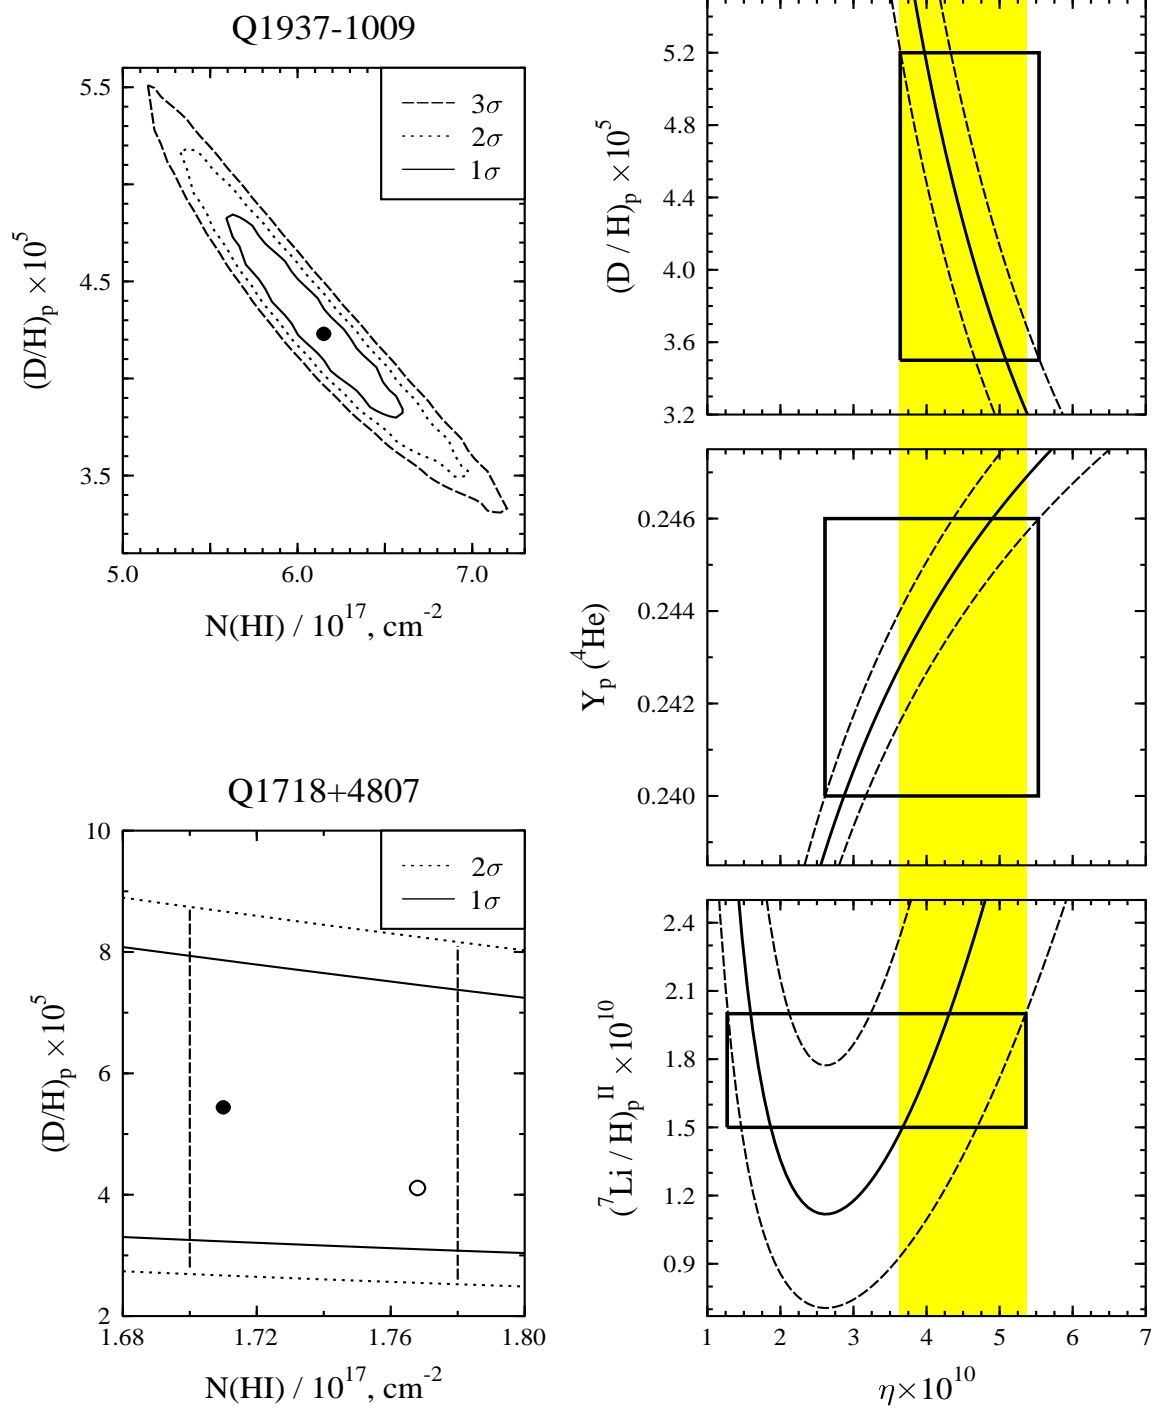 Q1937-1009
3σ
2σ
1σ
5.5
4.5
3.5
(D/H)p ×10^5
5.0 6.0 7.0
N(HI) / 10^17, cm^-2
Q1718+4807
2σ
1σ
10
8
6
4
2
(D/H)p ×10^5
1.68 1.72 1.76 1.80
N(HI) / 10^17, cm^-2
5.2
4.8
4.4
4.0
3.6
3.2
(D / H)p ×10^5
0.246
0.244
0.242
0.240
Yp (^4He)
2.4
2.1
1.8
1.5
1.2
0.9
(^7Li / H)p^II ×10^10
1 2 3 4 5 6 7
η×10^10